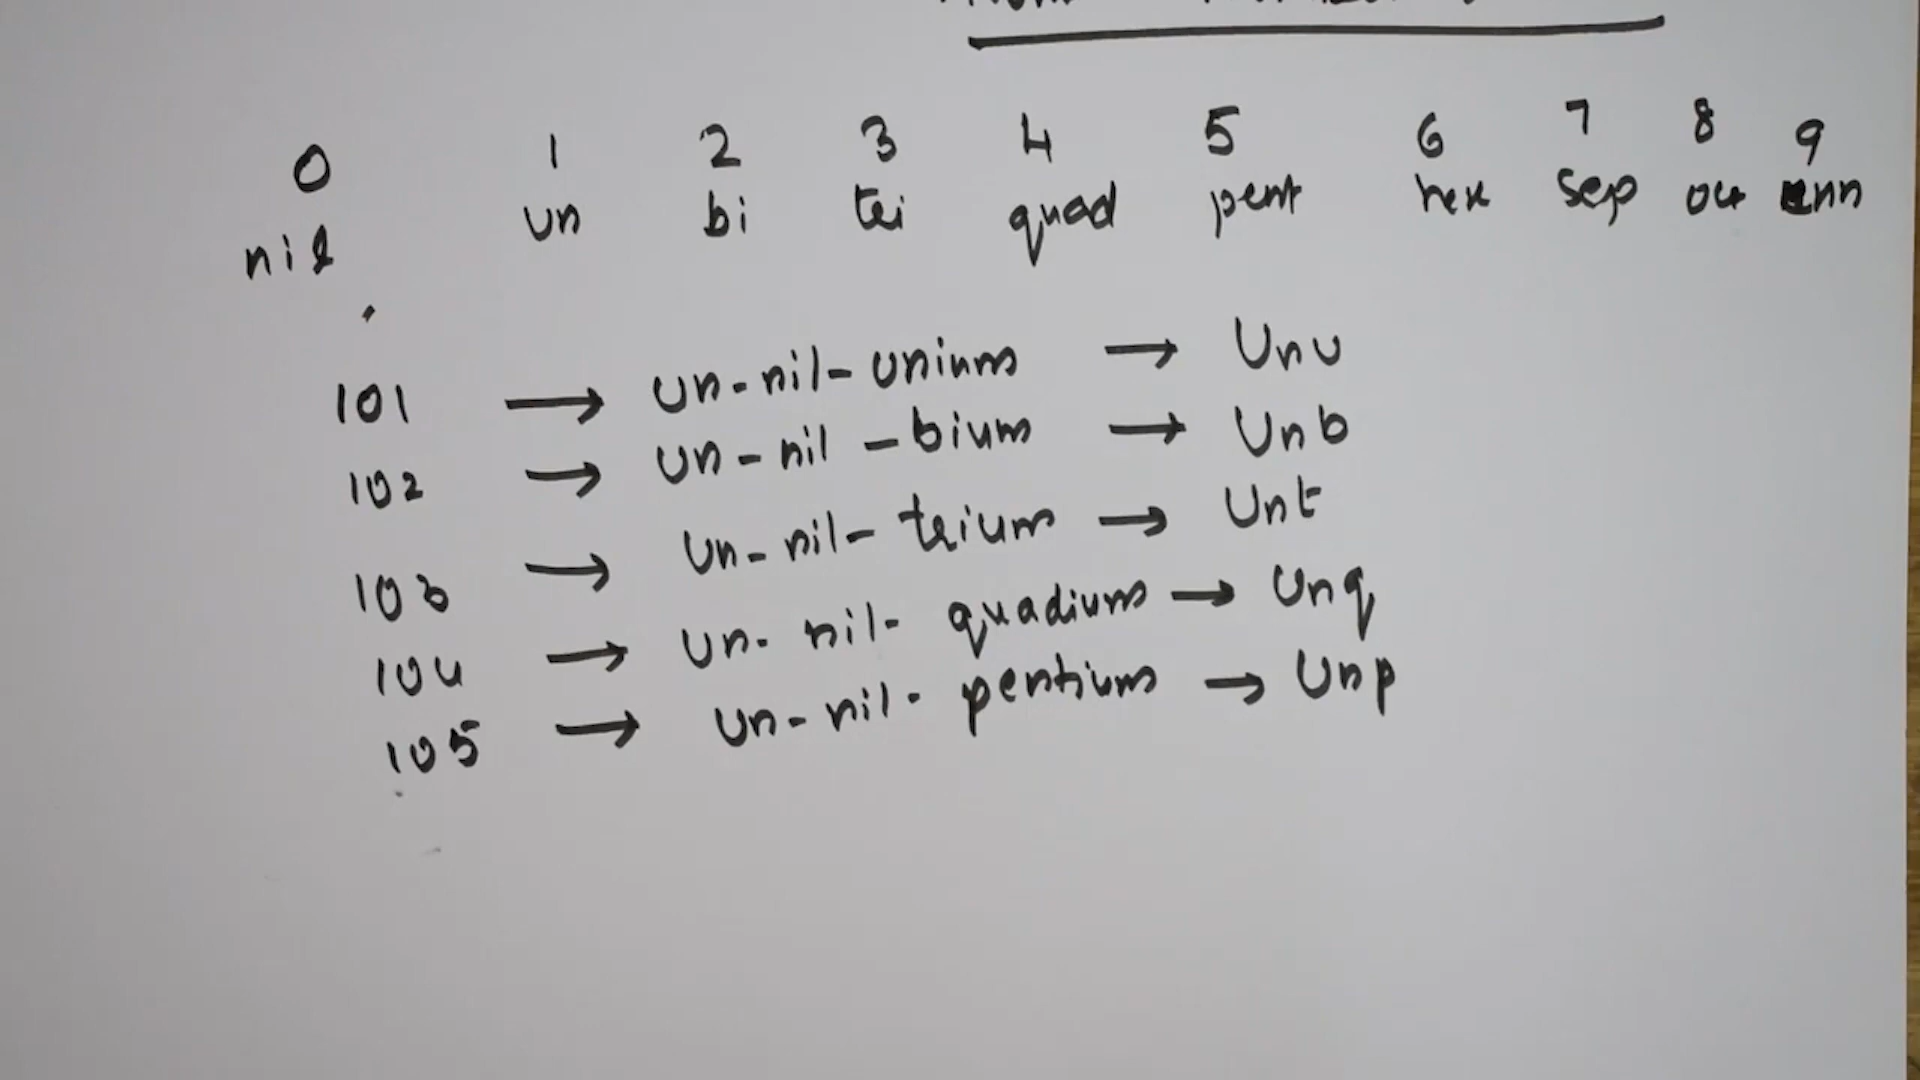 0 1 2 3 4 5 6 7 8 9
nil un bi tri quad pent hex sep oct enn
101 → un-nil-unium → Unu
102 → un-nil-bium → Unb
103 → un-nil-trium → Unt
104 → un-nil-quadium → Unq
105 → un-nil-pentium → Unp